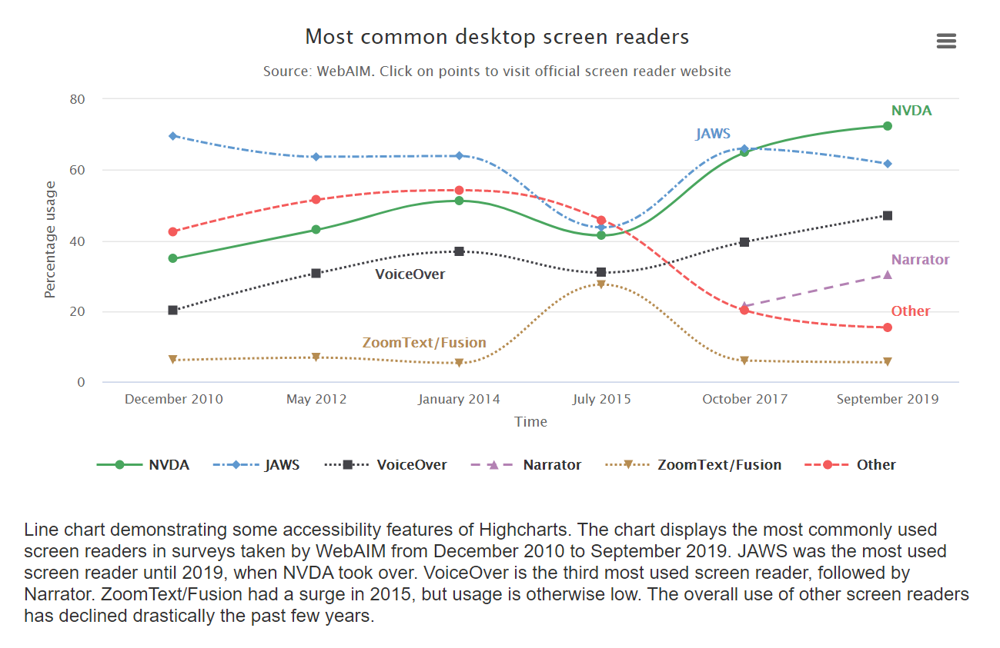 Most common desktop screen readers
Source: WebAIM. Click on points to visit official screen reader website
80
60
40
20
0
Percentage usage
NVDA
JAWS
VoiceOver
Narrator
Other
ZoomText/Fusion
December 2010
May 2012
January 2014
July 2015
October 2017
September 2019
Time
NVDA
JAWS
VoiceOver
Narrator
ZoomText/Fusion
Other
Line chart demonstrating some accessibility features of Highcharts. The chart displays the most commonly used
screen readers in surveys taken by WebAIM from December 2010 to September 2019. JAWS was the most used
screen reader until 2019, when NVDA took over. VoiceOver is the third most used screen reader, followed by
Narrator. ZoomText/Fusion had a surge in 2015, but usage is otherwise low. The overall use of other screen readers
has declined drastically the past few years.